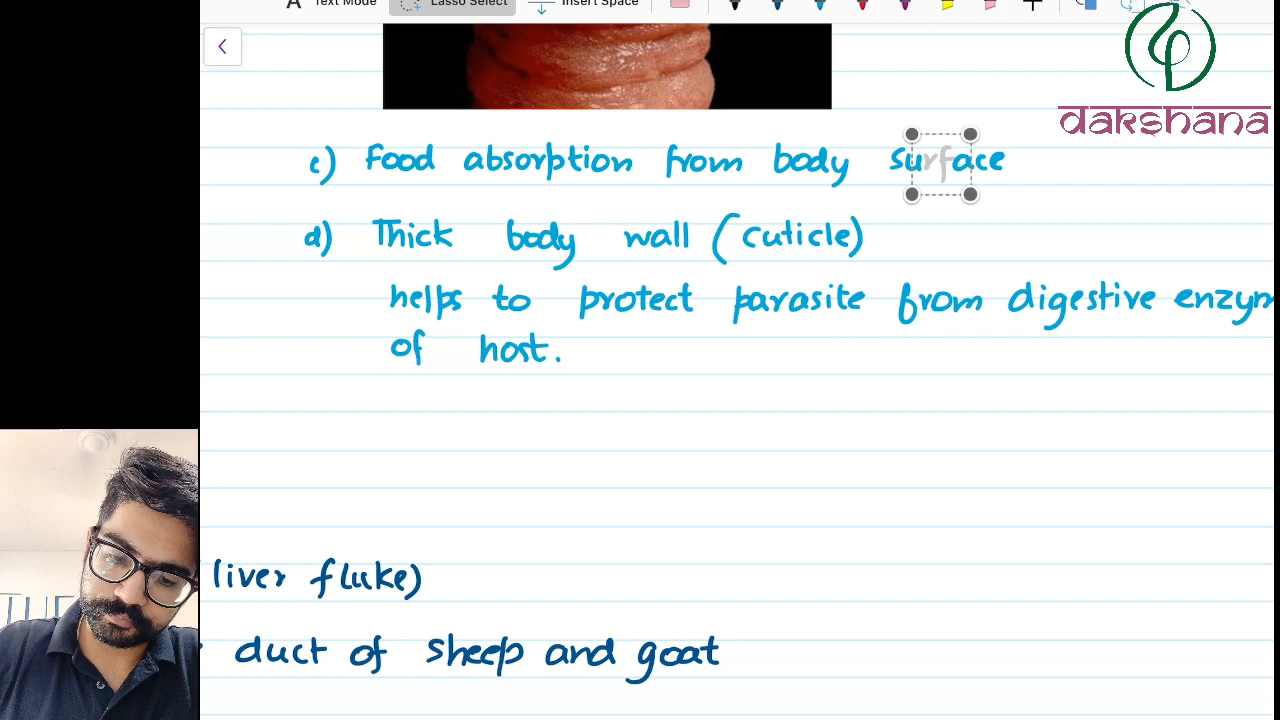 Text Mode Lasso Select Insert Space
dakshana
c) Food absorption from body surface
d) Thick body wall (cuticle)
helps to protect parasite from digestive enzym
of host.
(liver fluke)
duct of sheep and goat